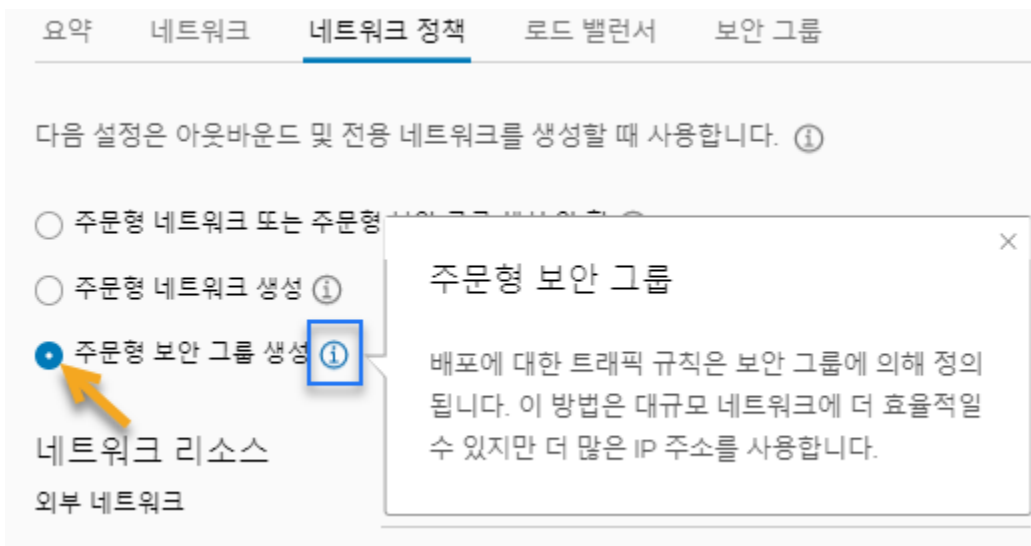 요약 네트워크 네트워크 정책 로드 밸런서 보안 그룹
다음 설정은 아웃바운드 및 전용 네트워크를 생성할 때 사용합니다.
주문형 네트워크 또는 주문형
주문형 네트워크 생성
주문형 보안 그룹 생성
주문형 보안 그룹
배포에 대한 트래픽 규칙은 보안 그룹에 의해 정의
됩니다. 이 방법은 대규모 네트워크에 더 효율적일
수 있지만 더 많은 IP 주소를 사용합니다.
네트워크 리소스
외부 네트워크